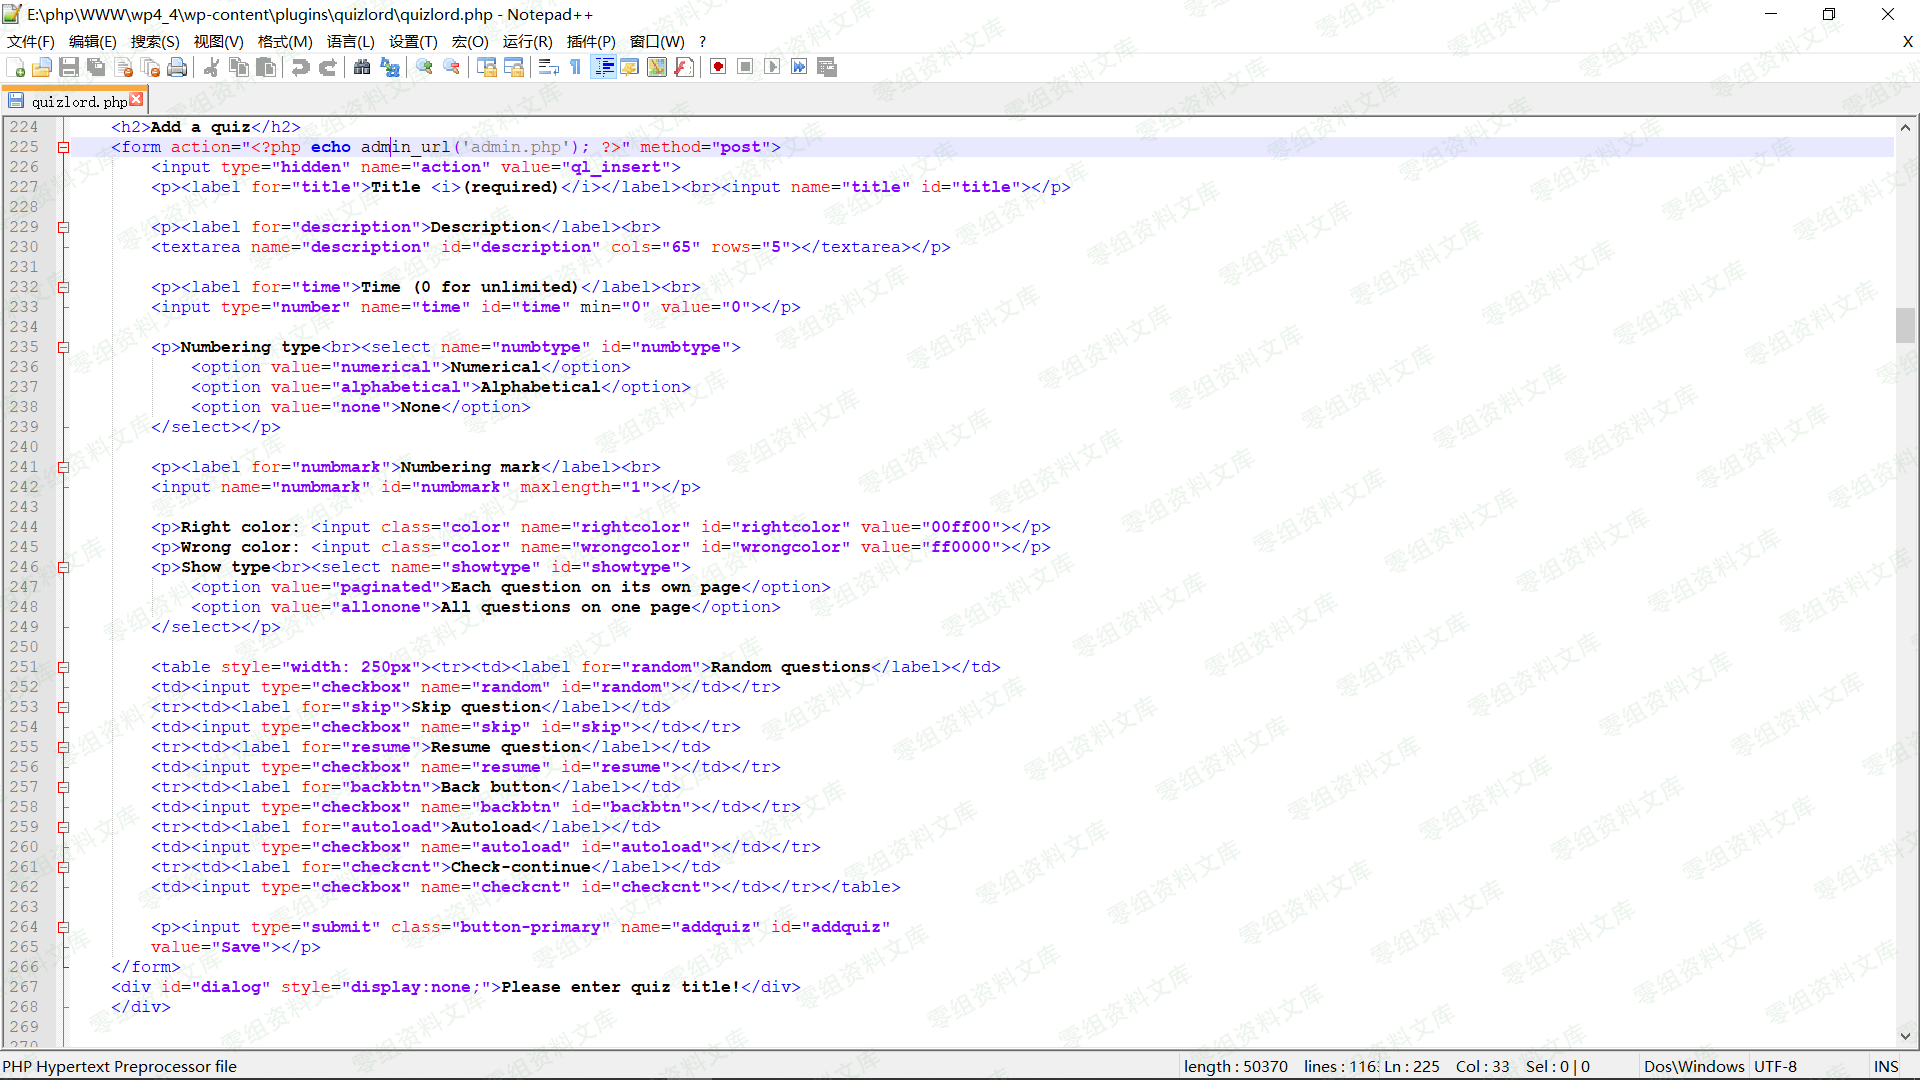 E:\php\WWW\wp4_4\wp-content\plugins\quizlord\quizlord.php - Notepad++
文件(F) 编辑(E) 搜索(S) 视图(V) 格式(M) 语言(L) 设置(T) 宏(O) 运行(R) 插件(P) 窗口(W) ? X
quizlord.php
224 <h2>Add a quiz</h2>
225 <form action="<?php echo admin_url('admin.php'); ?>" method="post">
226 <input type="hidden" name="action" value="ql_insert">
227 <p><label for="title">Title <i>(required)</i></label><br><input name="title" id="title"></p>
228
229 <p><label for="description">Description</label><br>
230 <textarea name="description" id="description" cols="65" rows="5"></textarea></p>
231
232 <p><label for="time">Time (0 for unlimited)</label><br>
233 <input type="number" name="time" id="time" min="0" value="0"></p>
234
235 <p>Numbering type<br><select name="numbtype" id="numbtype">
236 <option value="numerical">Numerical</option>
237 <option value="alphabetical">Alphabetical</option>
238 <option value="none">None</option>
239 </select></p>
240
241 <p><label for="numbmark">Numbering mark</label><br>
242 <input name="numbmark" id="numbmark" maxlength="1"></p>
243
244 <p>Right color: <input class="color" name="rightcolor" id="rightcolor" value="00ff00"></p>
245 <p>Wrong color: <input class="color" name="wrongcolor" id="wrongcolor" value="ff0000"></p>
246 <p>Show type<br><select name="showtype" id="showtype">
247 <option value="paginated">Each question on its own page</option>
248 <option value="allonone">All questions on one page</option>
249 </select></p>
250
251 <table style="width: 250px"><tr><td><label for="random">Random questions</label></td>
252 <td><input type="checkbox" name="random" id="random"></td></tr>
253 <tr><td><label for="skip">Skip question</label></td>
254 <td><input type="checkbox" name="skip" id="skip"></td></tr>
255 <tr><td><label for="resume">Resume question</label></td>
256 <td><input type="checkbox" name="resume" id="resume"></td></tr>
257 <tr><td><label for="backbtn">Back button</label></td>
258 <td><input type="checkbox" name="backbtn" id="backbtn"></td></tr>
259 <tr><td><label for="autoload">Autoload</label></td>
260 <td><input type="checkbox" name="autoload" id="autoload"></td></tr>
261 <tr><td><label for="checkcnt">Check-continue</label></td>
262 <td><input type="checkbox" name="checkcnt" id="checkcnt"></td></tr></table>
263
264 <p><input type="submit" class="button-primary" name="addquiz" id="addquiz"
265 value="Save"></p>
266 </form>
267 <div id="dialog" style="display:none;">Please enter quiz title!</div>
268 </div>
269
270
PHP Hypertext Preprocessor file length : 50370 lines : 116 Ln : 225 Col : 33 Sel : 0 | 0 Dos\Windows UTF-8 INS
零组资料文库